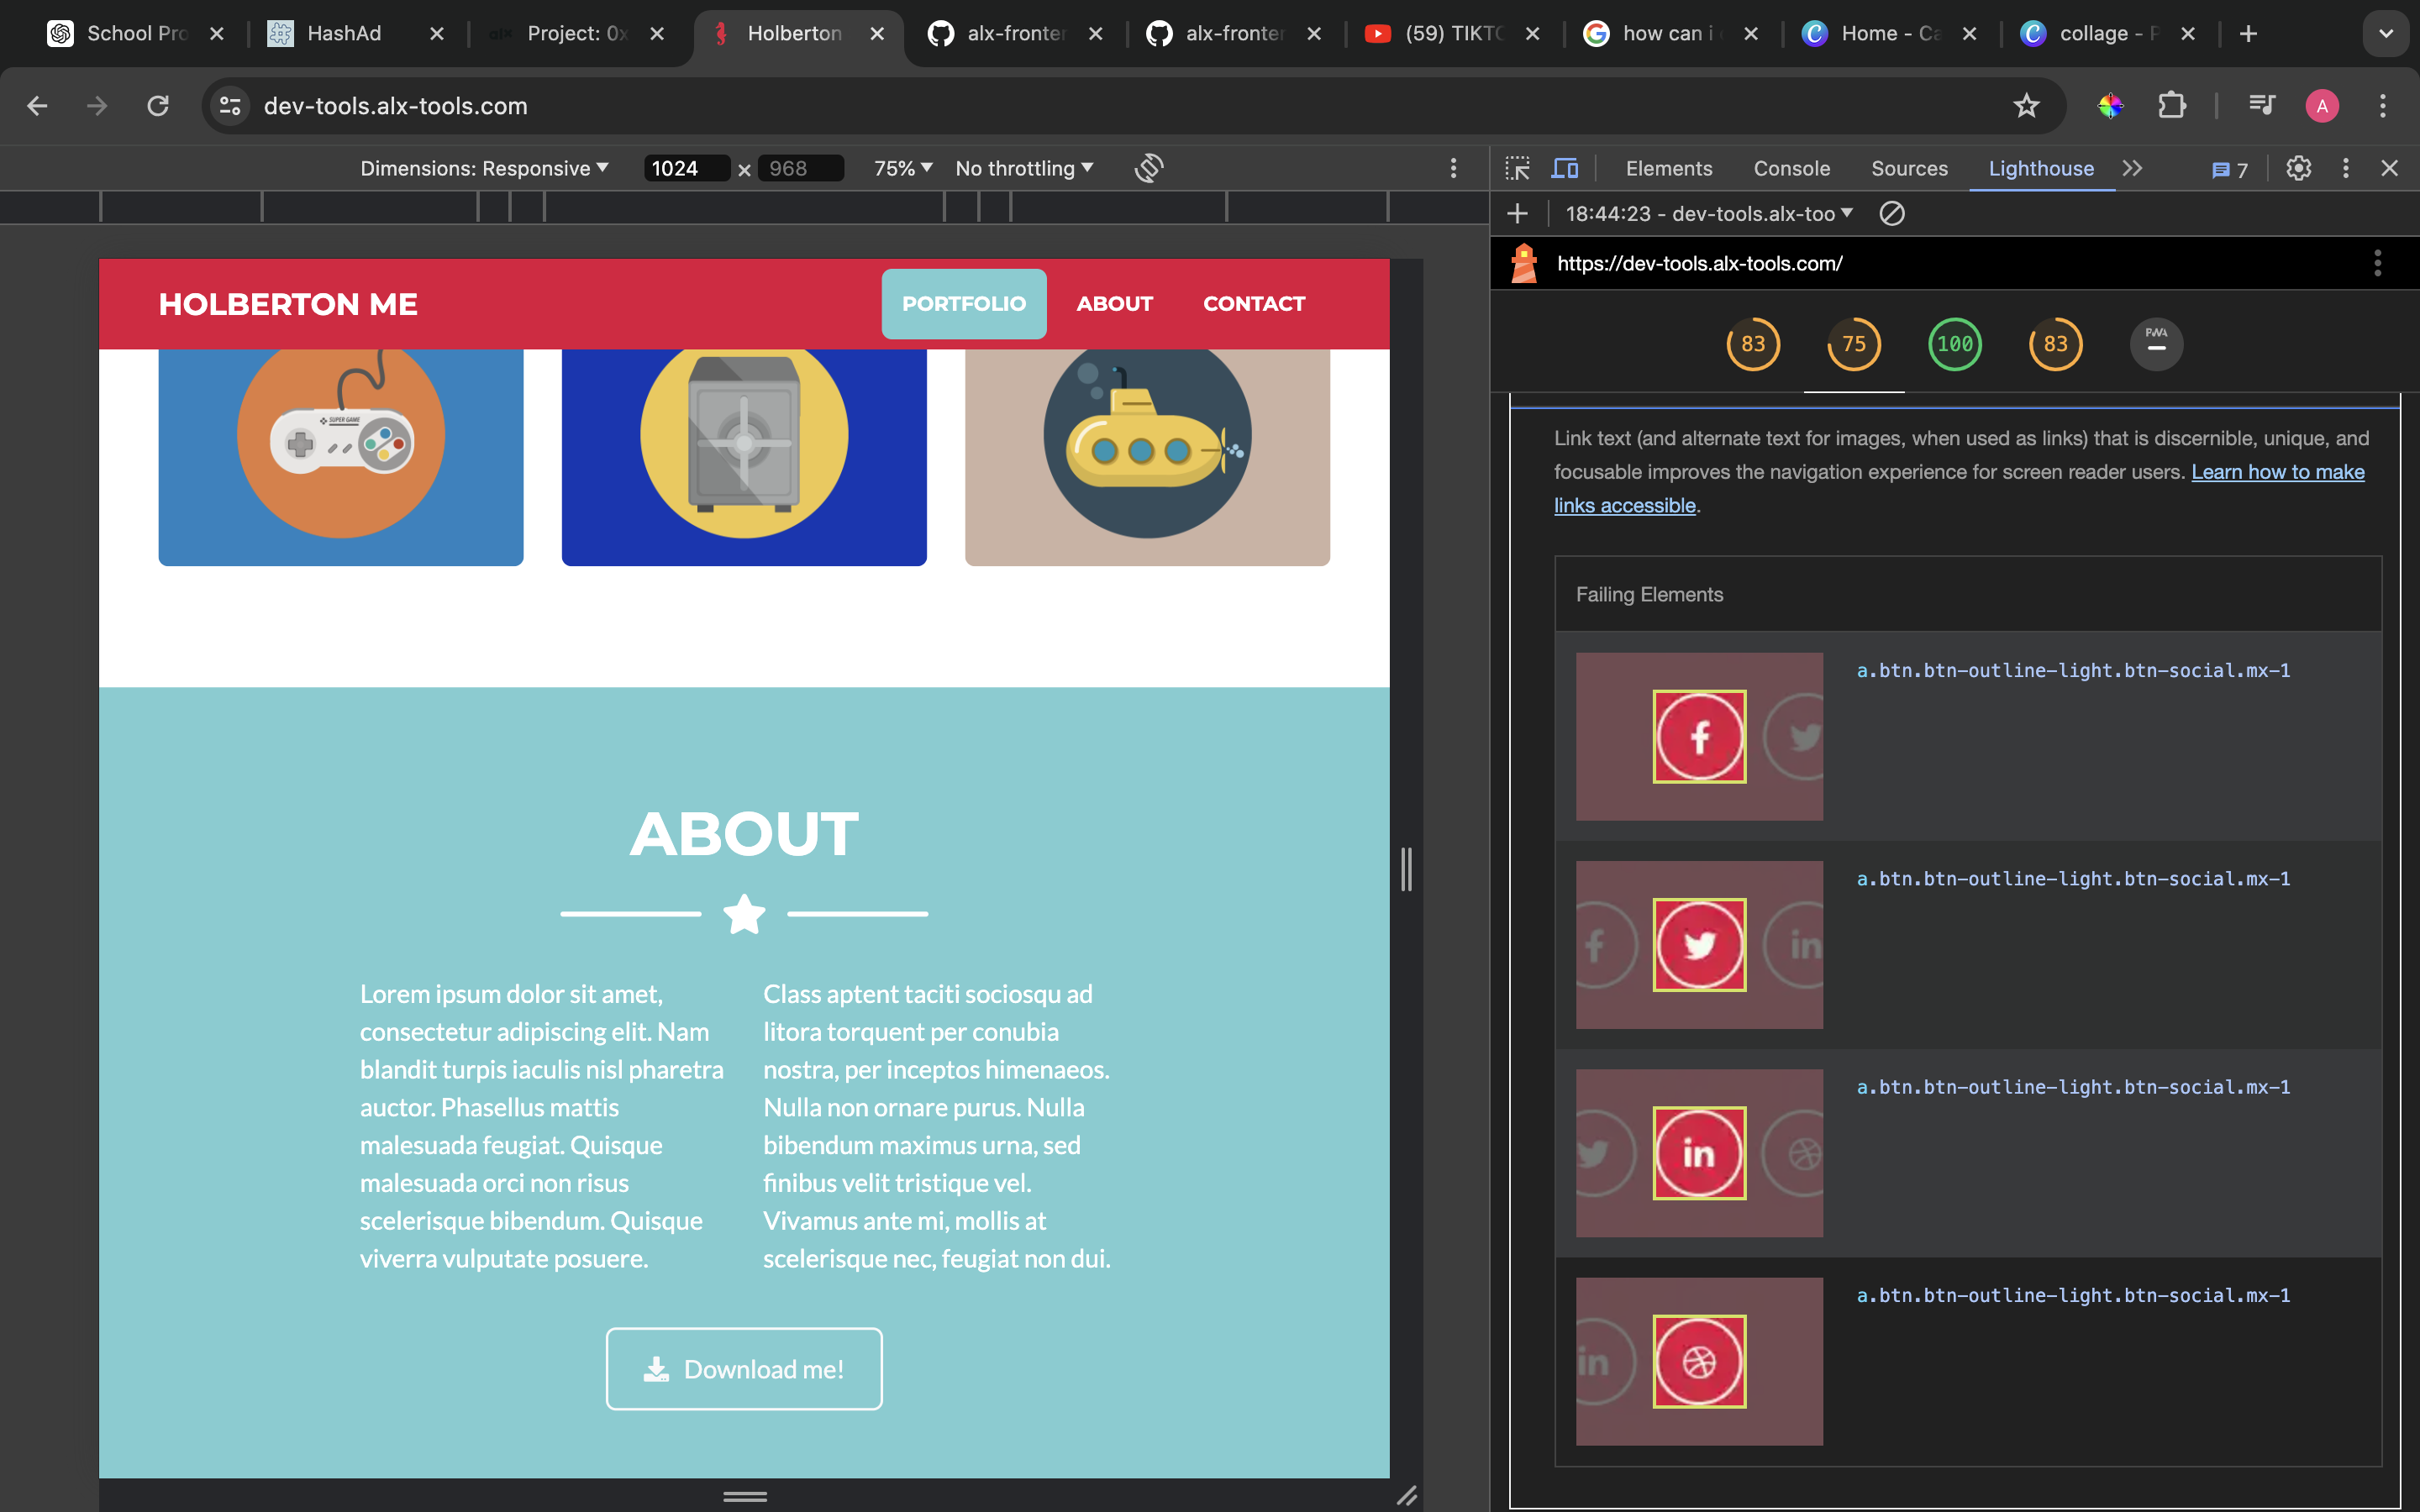 School Pro
HashAd
Project: 0x
Holberton
alx-fronter
alx-fronter
(59) TIKTO
how can i
Home - Ca
collage - P
dev-tools.alx-tools.com
A
Dimensions: Responsive
1024 × 968
75%
No throttling
Elements
Console
Sources
Lighthouse
7
18:44:23 - dev-tools.alx-too
https://dev-tools.alx-tools.com/
83
75
100
83
PWA
HOLBERTON ME
PORTFOLIO
ABOUT
CONTACT
SUPER GAME
ABOUT
Lorem ipsum dolor sit amet,
consectetur adipiscing elit. Nam
blandit turpis iaculis nisl pharetra
auctor. Phasellus mattis
malesuada feugiat. Quisque
malesuada orci non risus
scelerisque bibendum. Quisque
viverra vulputate posuere.
Class aptent taciti sociosqu ad
litora torquent per conubia
nostra, per inceptos himenaeos.
Nulla non ornare purus. Nulla
bibendum maximus urna, sed
finibus velit tristique vel.
Vivamus ante mi, mollis at
scelerisque nec, feugiat non dui.
Download me!
Link text (and alternate text for images, when used as links) that is discernible, unique, and
focusable improves the navigation experience for screen reader users. Learn how to make
links accessible.
Failing Elements
a.btn.btn-outline-light.btn-social.mx-1
a.btn.btn-outline-light.btn-social.mx-1
a.btn.btn-outline-light.btn-social.mx-1
a.btn.btn-outline-light.btn-social.mx-1